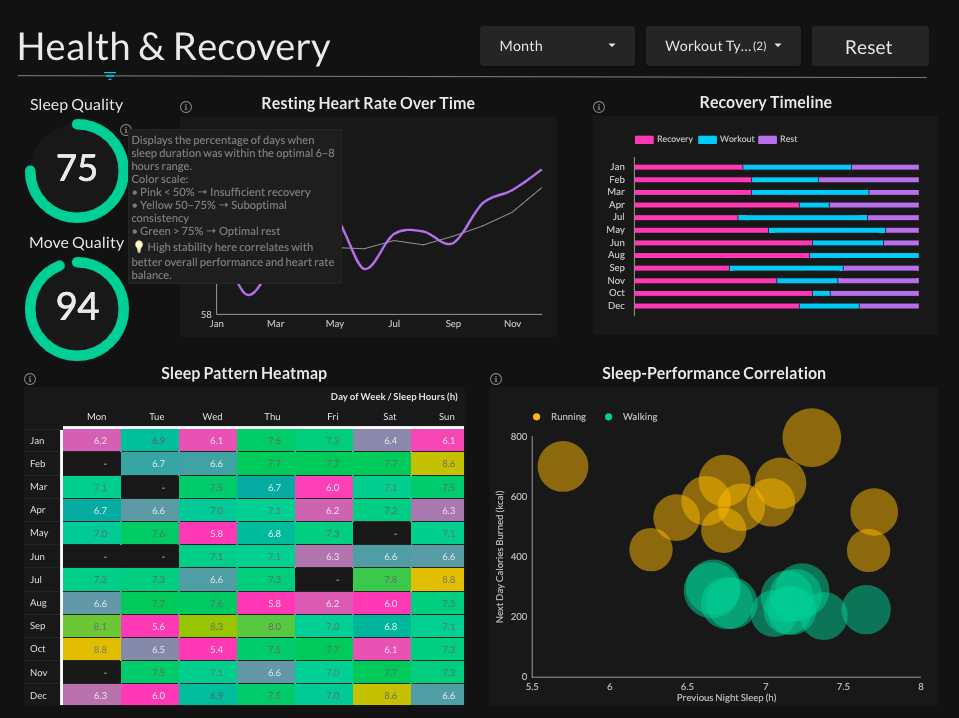 Health & Recovery
Month
Workout Ty... (2)
Reset
Sleep Quality
75
Move Quality
94
Displays the percentage of days when
sleep duration was within the optimal 6–8
hours range.
Color scale:
• Pink < 50% → Insufficient recovery
• Yellow 50–75% → Suboptimal
consistency
• Green > 75% → Optimal rest
💡 High stability here correlates with
better overall performance and heart rate
balance.
Resting Heart Rate Over Time
58
Jan Mar May Jul Sep Nov
Recovery Timeline
Recovery Workout Rest
Jan
Feb
Mar
Apr
Jul
May
Jun
Aug
Sep
Nov
Oct
Dec
Sleep Pattern Heatmap
Day of Week / Sleep Hours (h)
Mon Tue Wed Thu Fri Sat Sun
Jan 6.2 6.9 6.1 7.6 7.3 6.4 6.1
Feb - 6.7 6.6 7.7 7.7 7.7 8.6
Mar 7.1 - 7.5 6.7 6.0 7.1 7.5
Apr 6.7 6.6 7.0 7.1 6.2 7.2 6.3
May 7.0 7.6 5.8 6.8 7.3 - 7.1
Jun - - 7.1 7.1 6.3 6.6 6.6
Jul 7.2 7.3 6.6 7.3 - 7.8 8.8
Aug 6.6 7.7 7.6 5.8 6.2 6.0 7.3
Sep 8.1 5.6 8.3 8.0 7.0 6.8 7.1
Oct 8.8 6.5 5.4 7.5 7.7 6.1 7.3
Nov - 7.5 7.1 6.6 7.0 7.7 7.3
Dec 6.3 6.0 6.9 7.5 7.0 8.6 6.6
Sleep-Performance Correlation
Running Walking
Next Day Calories Burned (kcal)
800
600
400
200
0
5.5 6 6.5 7 7.5 8
Previous Night Sleep (h)